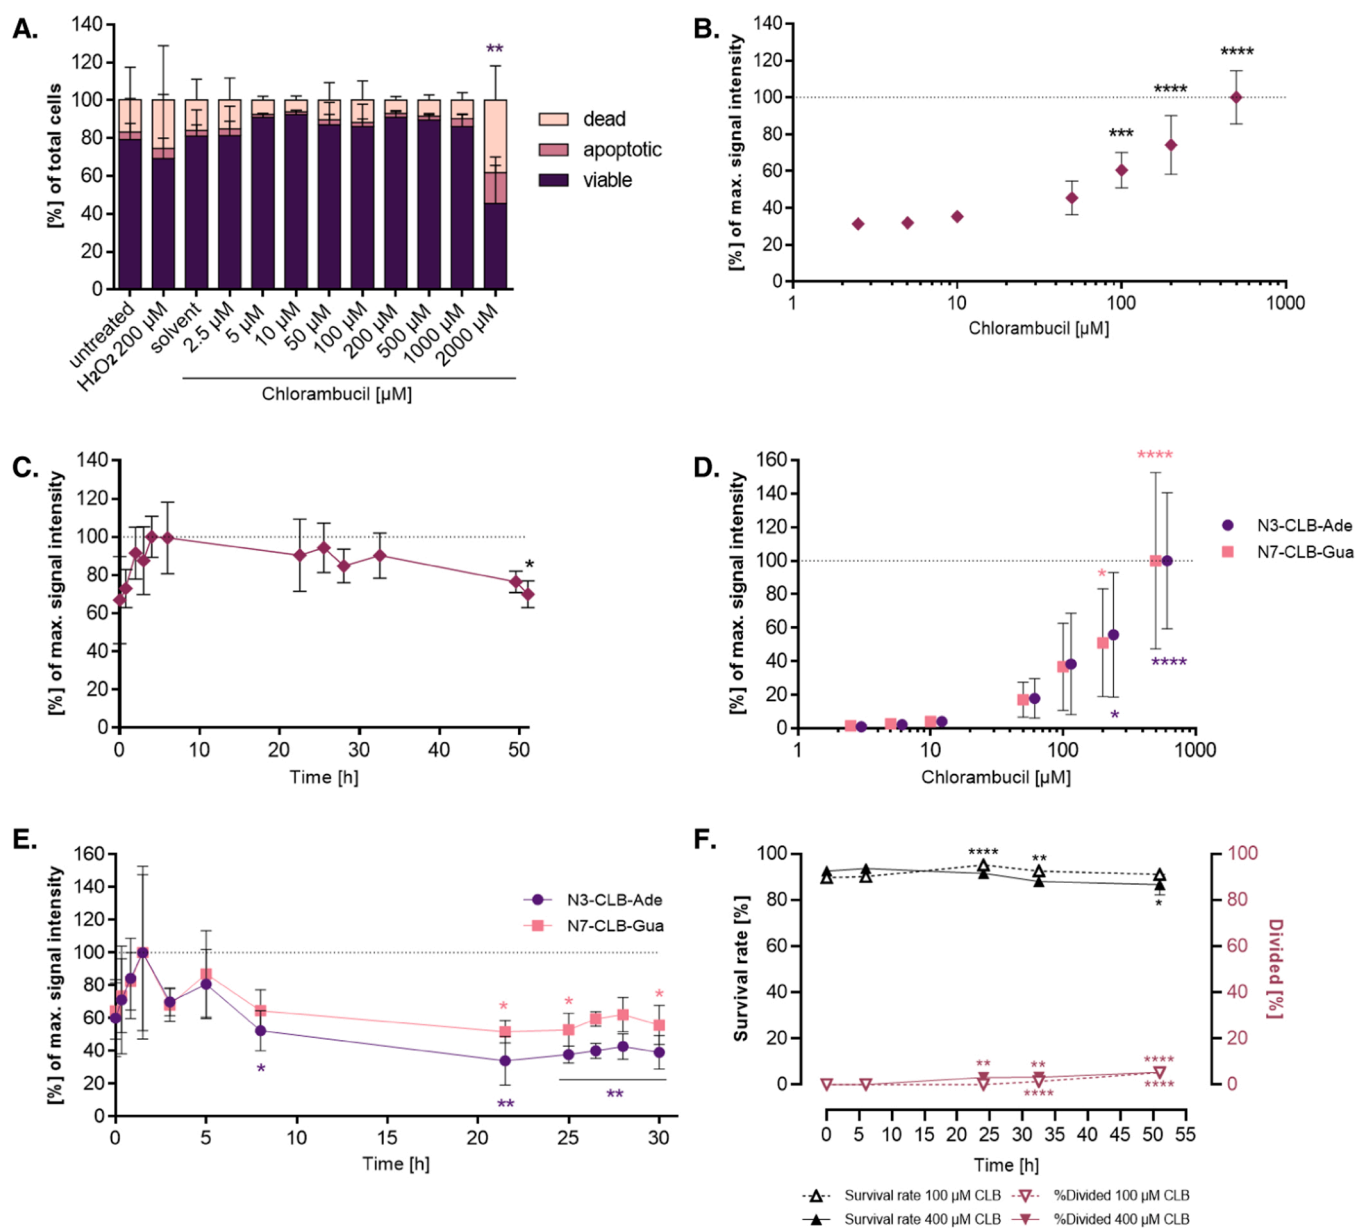 A.
[%] of total cells
140
120
100
80
60
40
20
0
**
dead
apoptotic
viable
untreated
H₂O₂ 200 µM
solvent
2.5 µM
5 µM
10 µM
50 µM
100 µM
200 µM
500 µM
1000 µM
2000 µM
Chlorambucil [µM]
B.
[%] of max. signal intensity
140
120
100
80
60
40
20
0
***
****
****
1 10 100 1000
Chlorambucil [µM]
C.
[%] of max. signal intensity
140
120
100
80
60
40
20
0
*
0 10 20 30 40 50
Time [h]
D.
[%] of max. signal intensity
160
140
120
100
80
60
40
20
0
****
*
****
*
N3-CLB-Ade
N7-CLB-Gua
1 10 100 1000
Chlorambucil [µM]
E.
[%] of max. signal intensity
160
140
120
100
80
60
40
20
0
N3-CLB-Ade
N7-CLB-Gua
* * *
*
** **
0 5 10 15 20 25 30
Time [h]
F.
Survival rate [%]
100
80
60
40
20
0
**** **
*
** ** ****
**** ****
Divided [%]
100
80
60
40
20
0
0 5 10 15 20 25 30 35 40 45 50 55
Time [h]
Survival rate 100 µM CLB %Divided 100 µM CLB
Survival rate 400 µM CLB %Divided 400 µM CLB